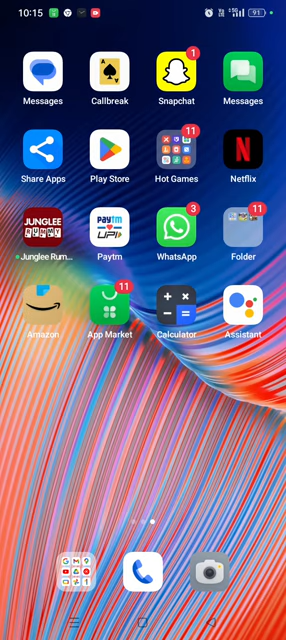 10:15
91
1
Messages
Callbreak
Snapchat
Messages
11
Share Apps
Play Store
Hot Games
Netflix
JUNGLEE
RUMMY
Paytm
UPI
3
11
Junglee Rum...
Paytm
WhatsApp
Folder
11
Amazon
App Market
Calculator
Assistant